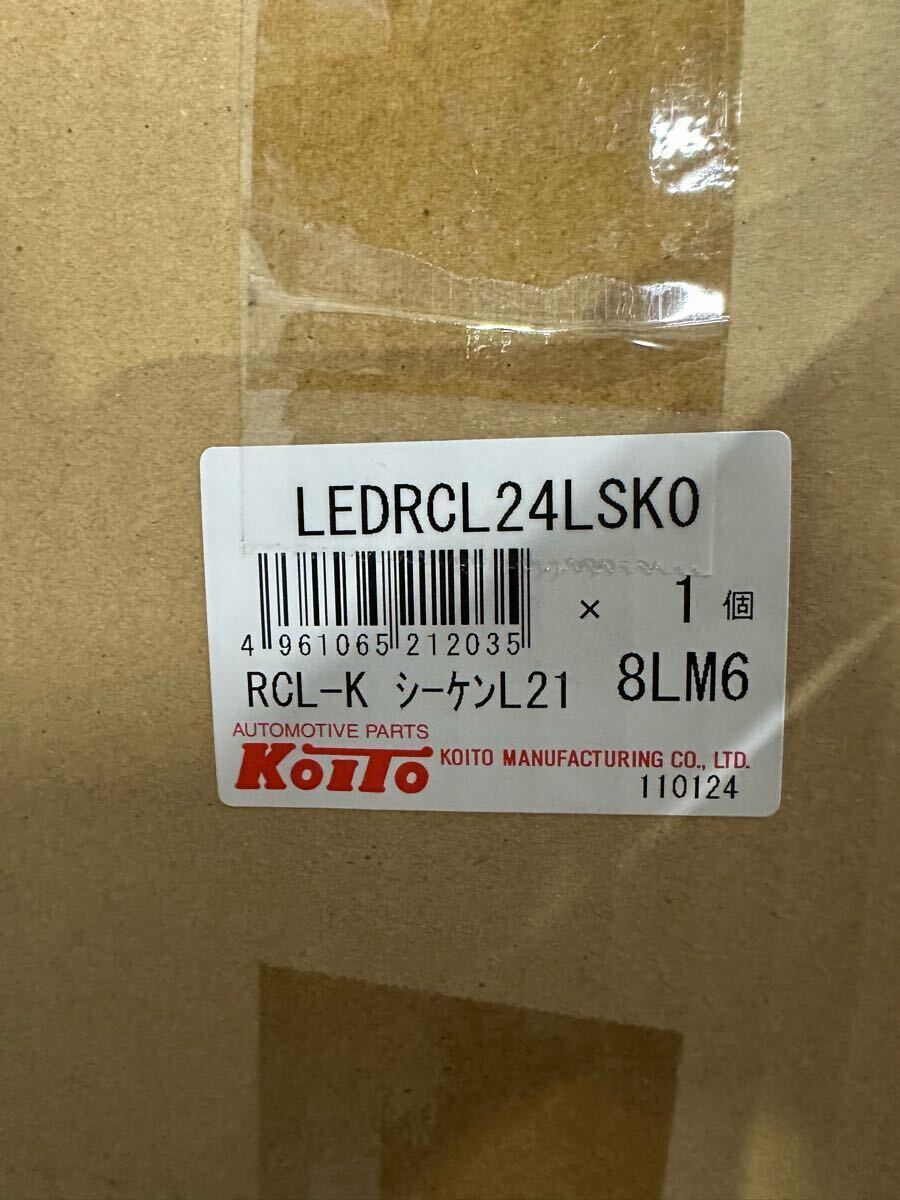 LEDRCL24LSK0
× 1 個
4 961065 212035
RCL-K ｼｰｹﾝL21 8LM6
AUTOMOTIVE PARTS
KOITO KOITO MANUFACTURING CO., LTD.
110124